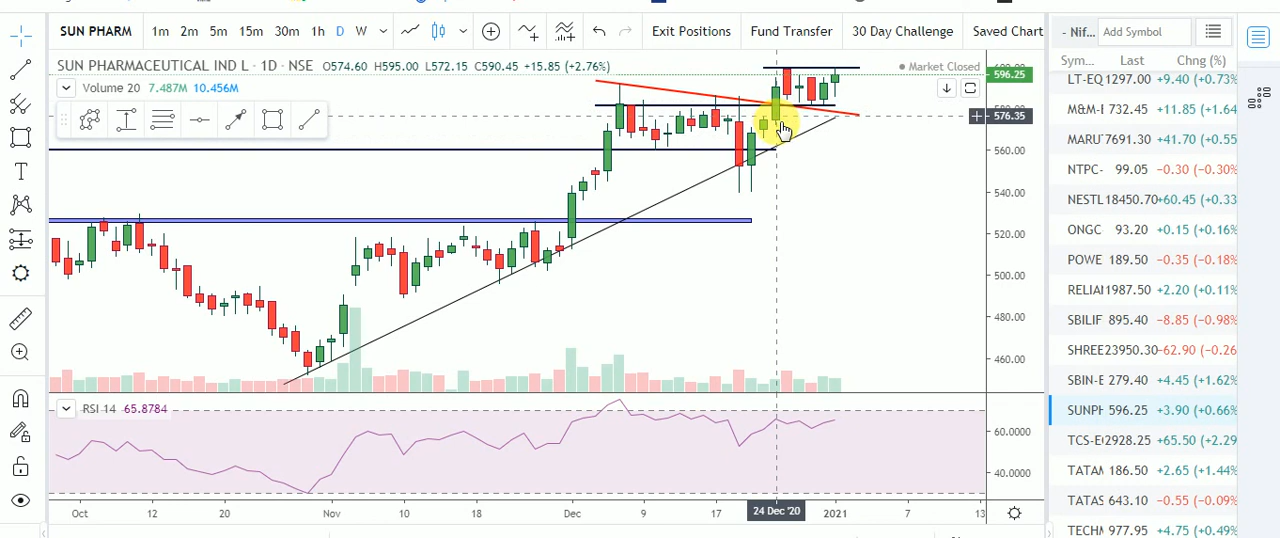 SUN PHARM 1m 2m 5m 15m 30m 1h D W Exit Positions Fund Transfer 30 Day Challenge Saved Chart
- Nif... Add Symbol
SUN PHARMACEUTICAL IND L · 1D · NSE O574.60 H595.00 L572.15 C590.45 +15.85 (+2.76%)
Market Closed
Volume 20 7.487M 10.456M
596.25
576.35
560.00
540.00
520.00
500.00
480.00
460.00
RSI 14 65.8784
60.0000
40.0000
Oct 12 20 Nov 10 18 Dec 9 17 24 Dec '20 2021 7 13
Sym... Last Chng (%)
LT-EQ 1297.00 +9.40 (+0.73%)
M&M-E 732.45 +11.85 (+1.64
MARU 7691.30 +41.70 (+0.55
NTPC- 99.05 −0.30 (−0.30%)
NESTL 18450.70 +60.45 (+0.33
ONGC 93.20 +0.15 (+0.16%)
POWE 189.50 −0.35 (−0.18%)
RELIA 1987.50 +2.20 (+0.11%)
SBILIF 895.40 −8.85 (−0.98%)
SHREE 23950.30 −62.90 (−0.26
SBIN-E 279.40 +4.45 (+1.62%)
SUNPH 596.25 +3.90 (+0.66%)
TCS-EQ 2928.25 +65.50 (+2.29
TATAM 186.50 +2.65 (+1.44%)
TATAS 643.10 −0.55 (−0.09%)
TECHM 977.95 +4.75 (+0.49%)